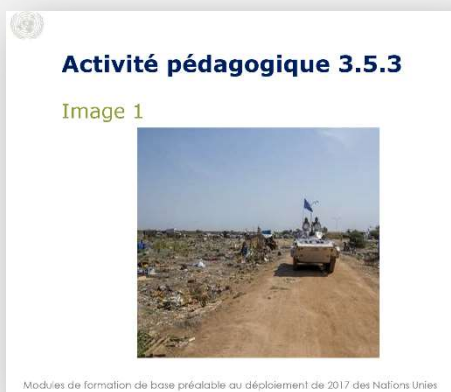 Activité pédagogique 3.5.3
Image 1
Modules de formation de base préalable au déploiement de 2017 des Nations Unies